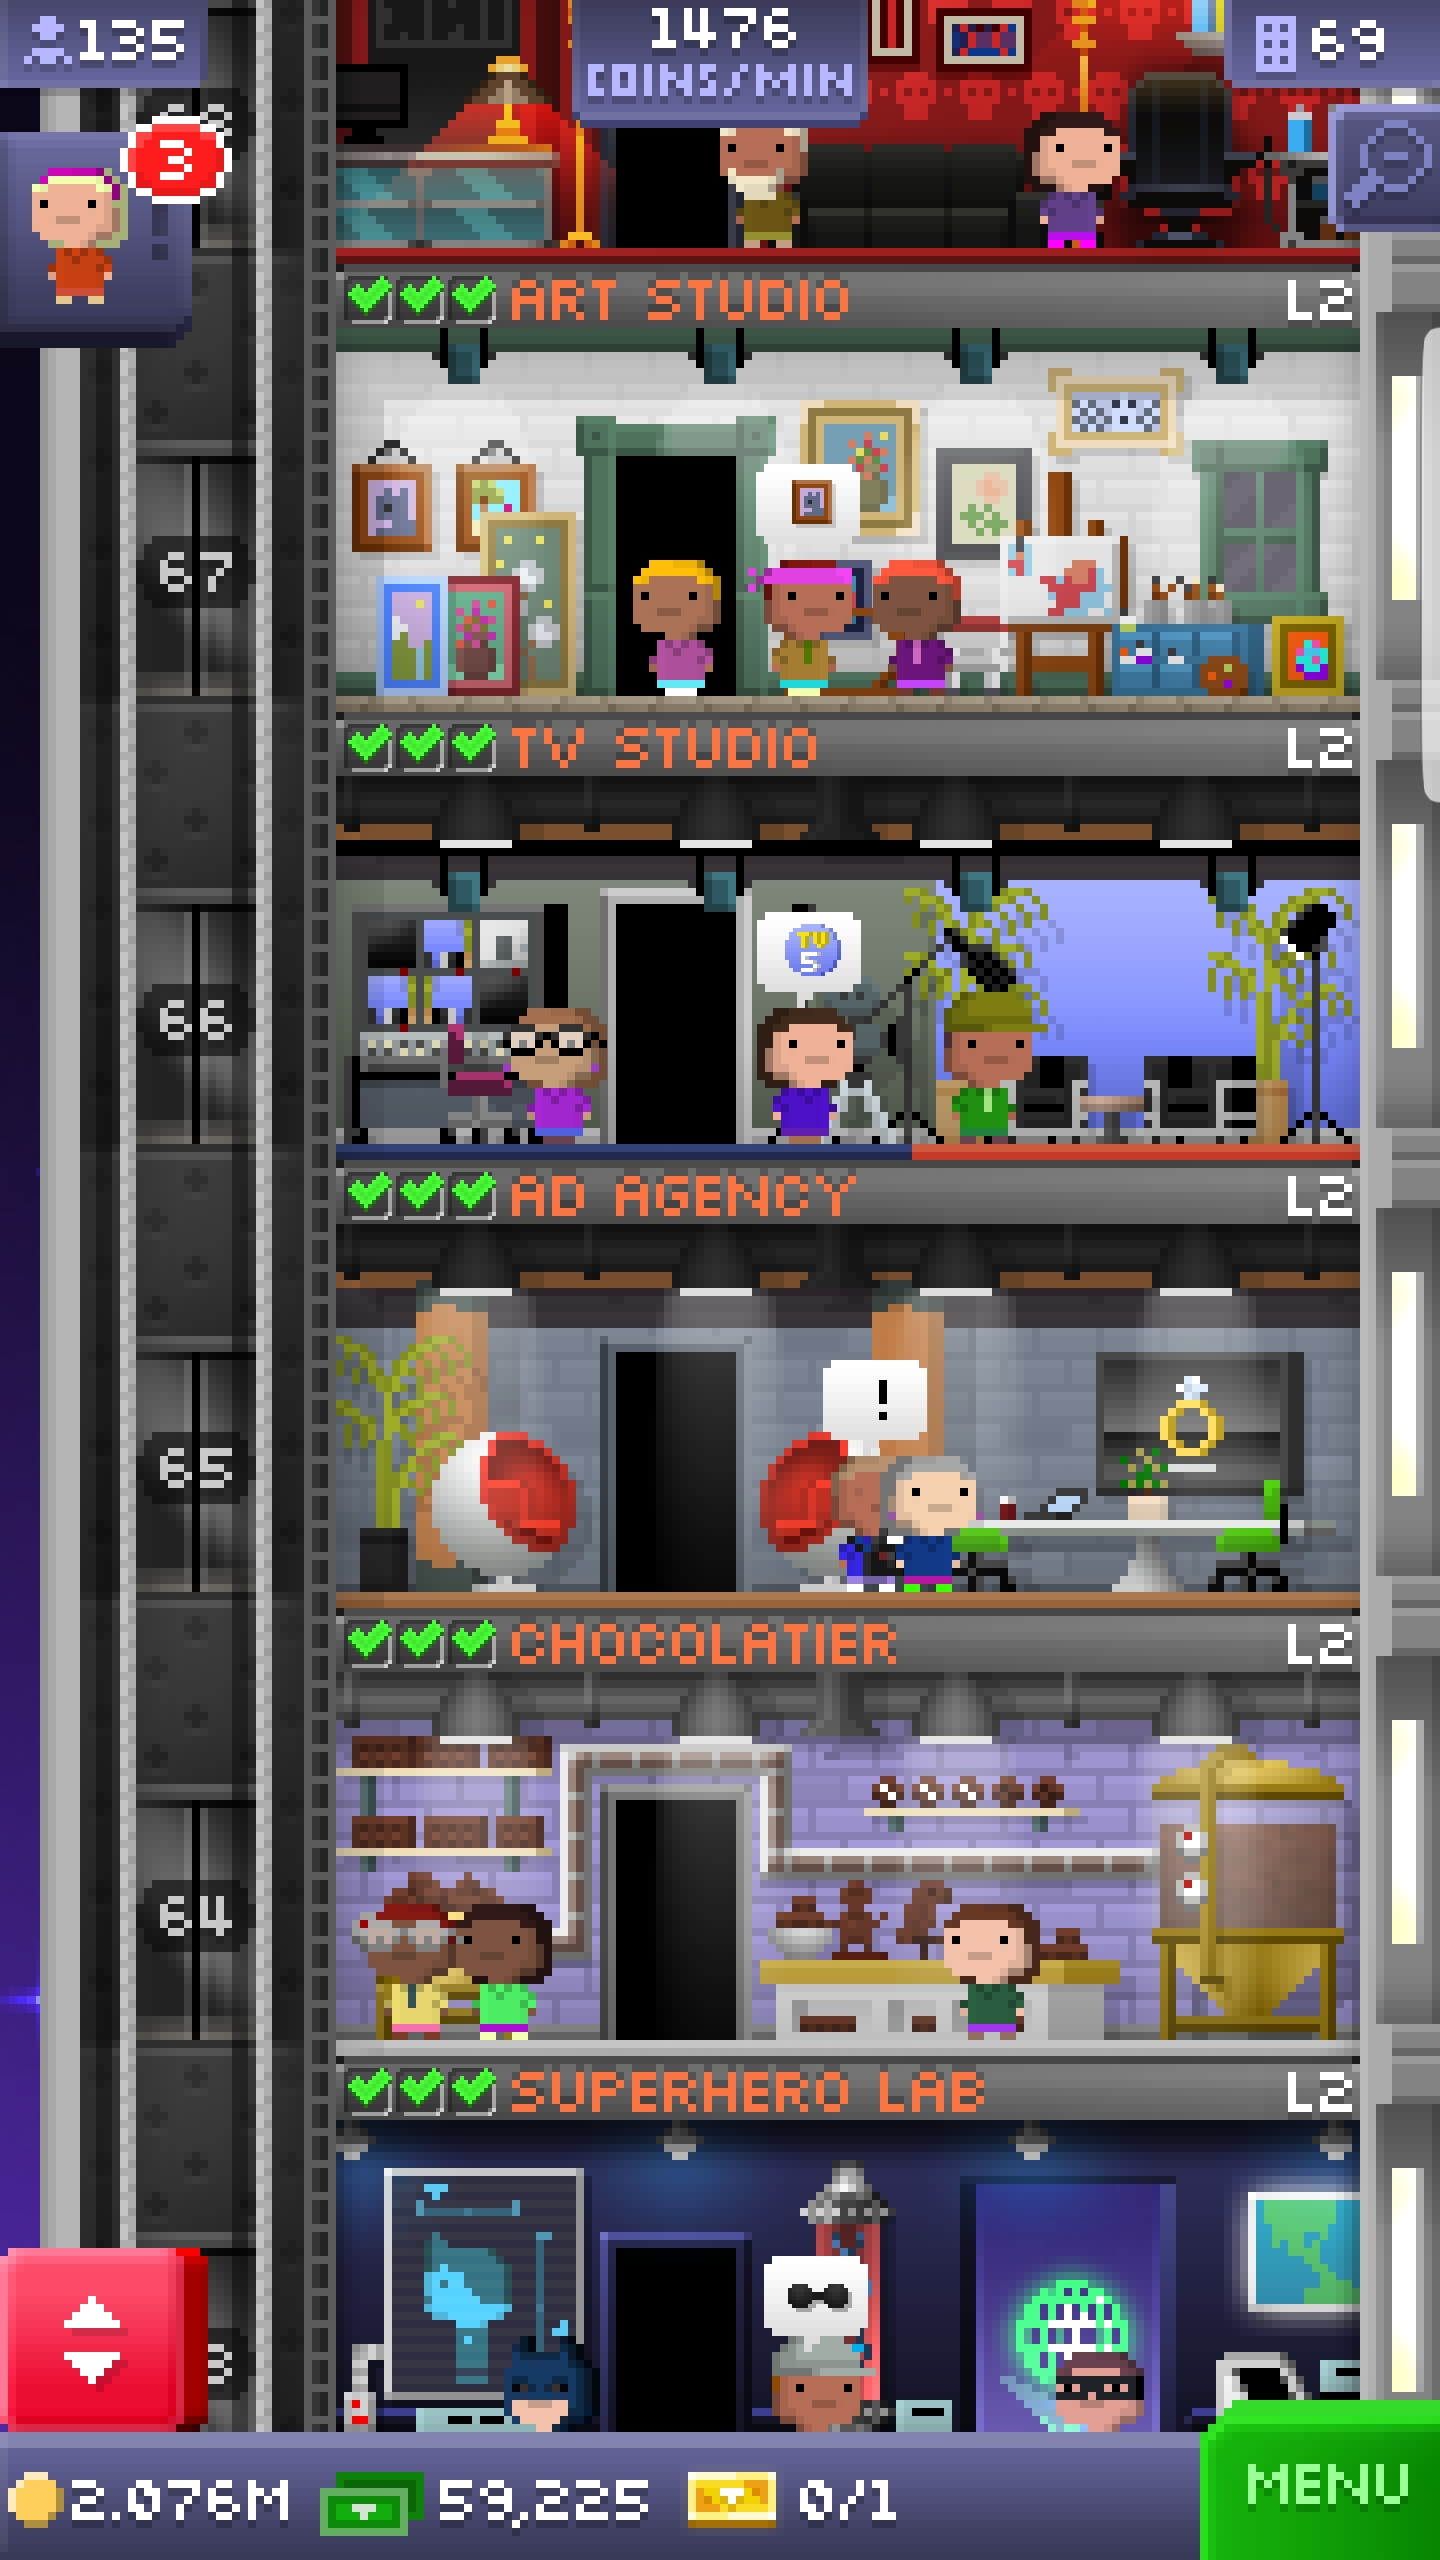 135
1476
COINS/MIN
69
3
ART STUDIO L2
67
TV STUDIO L2
66
TV
5
AD AGENCY L2
65
!
CHOCOLATIER L2
64
SUPERHERO LAB L2
2.076M 59,225 0/1
MENU